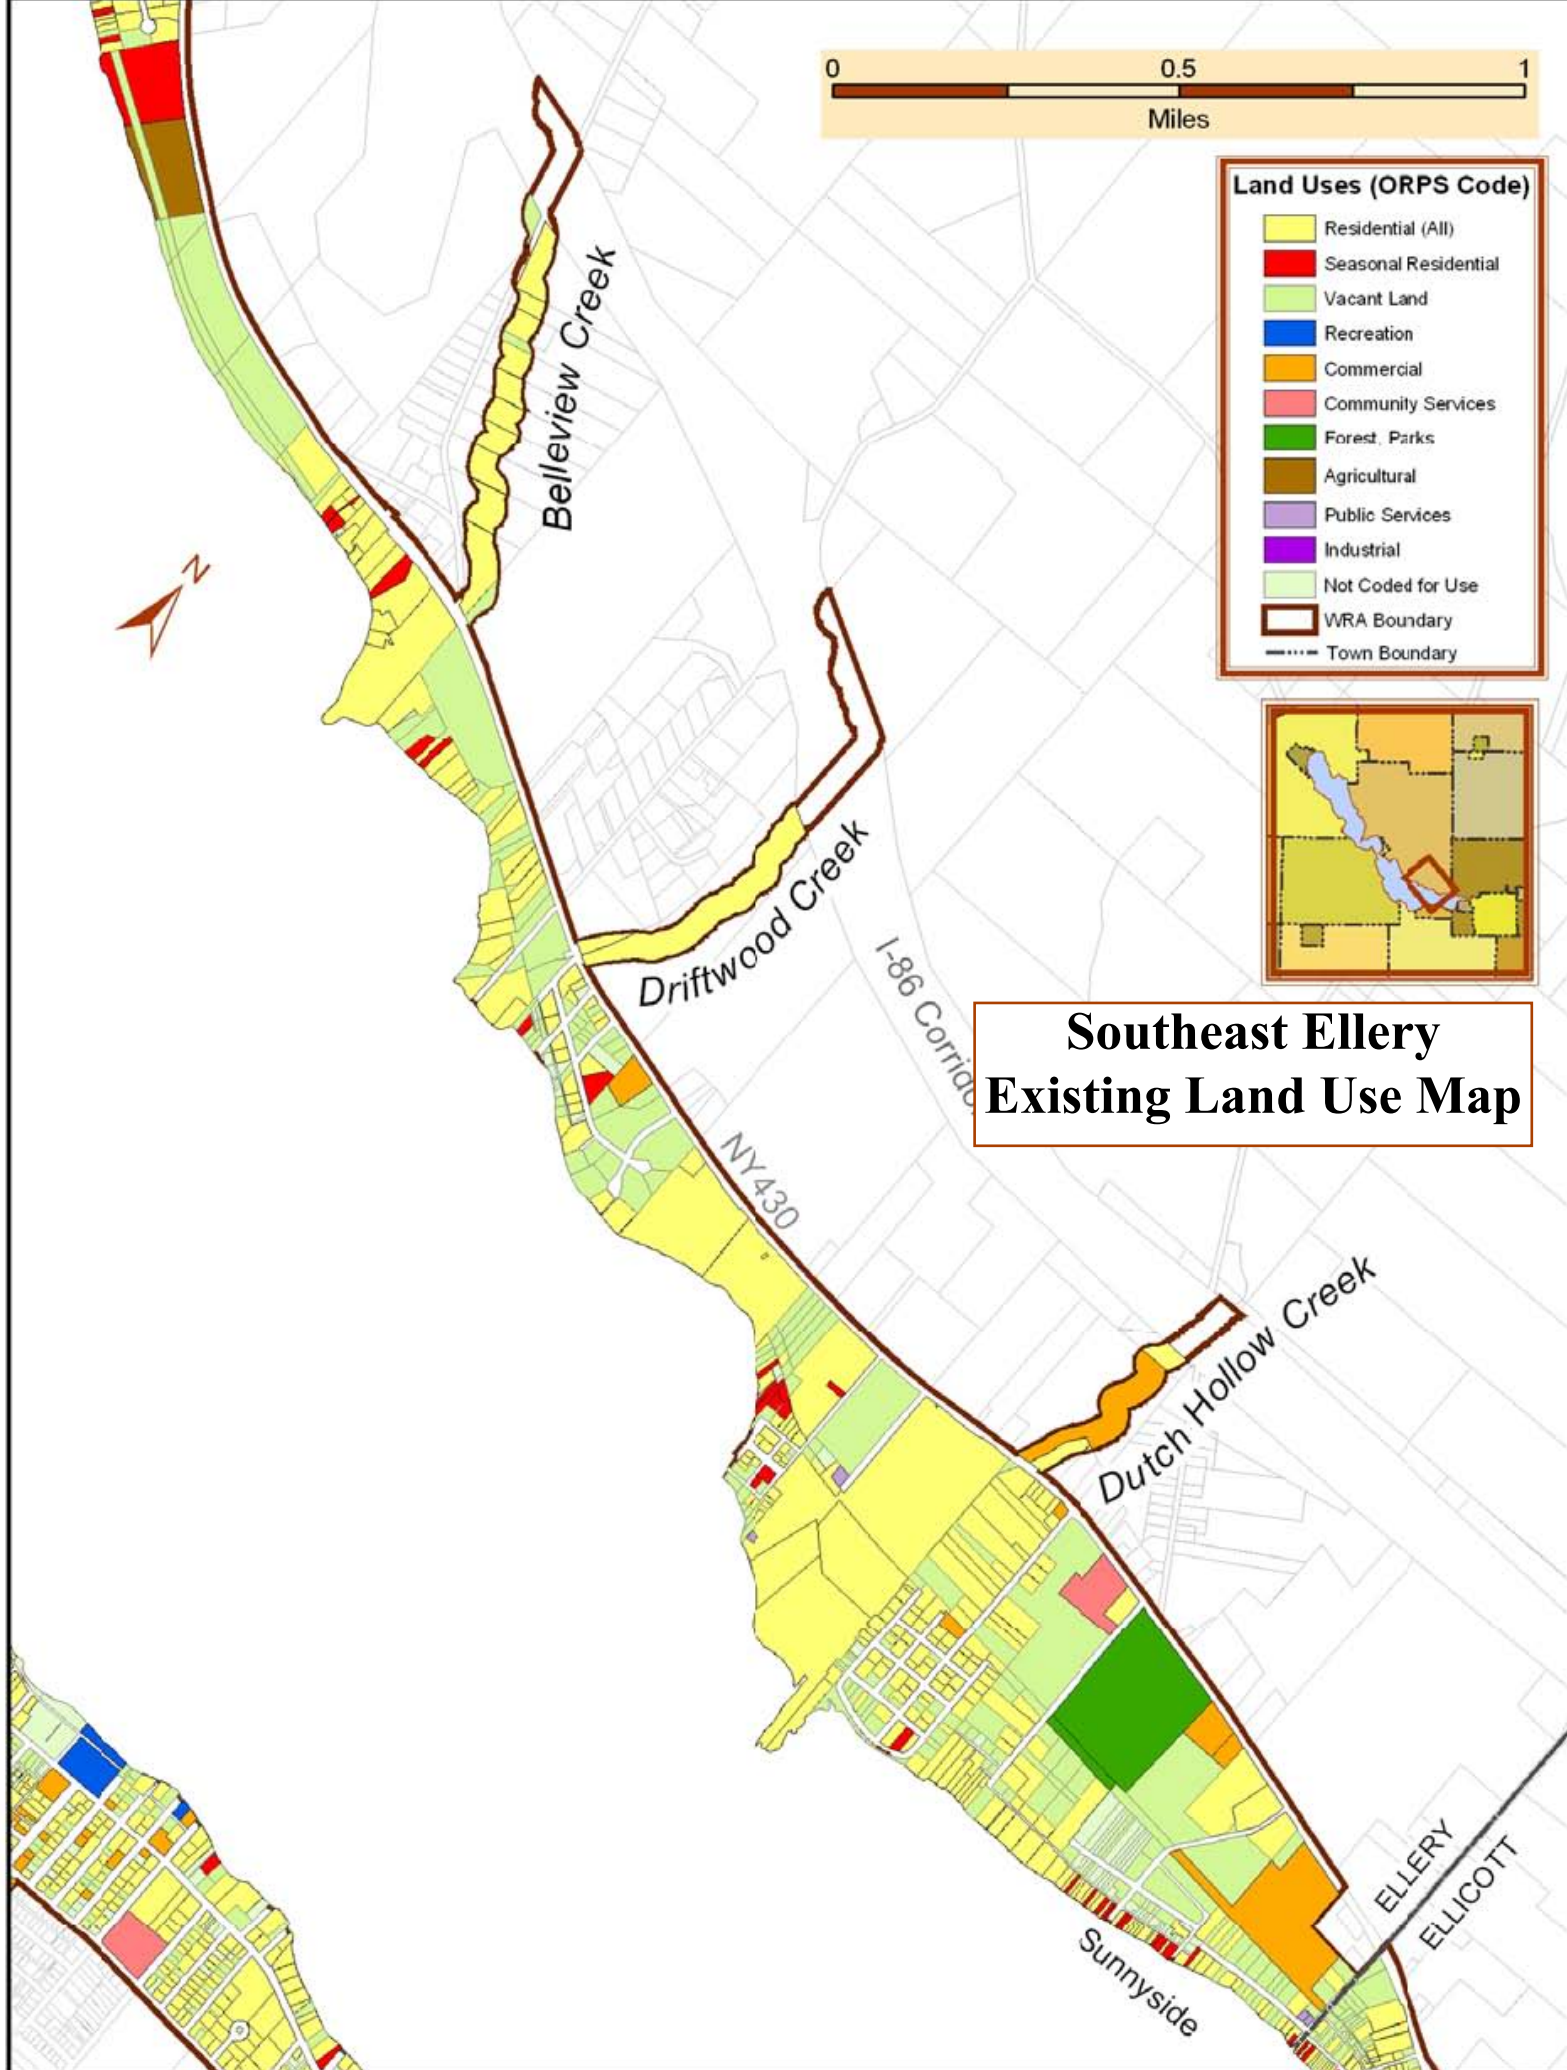 0 0.5 1
Miles
Land Uses (ORPS Code)
Residential (All)
Seasonal Residential
Vacant Land
Recreation
Commercial
Community Services
Forest, Parks
Agricultural
Public Services
Industrial
Not Coded for Use
WRA Boundary
Town Boundary
N
Belleview Creek
Driftwood Creek
I-86 Corrido
Southeast Ellery
Existing Land Use Map
NY430
Dutch Hollow Creek
ELLERY
ELLICOTT
Sunnyside